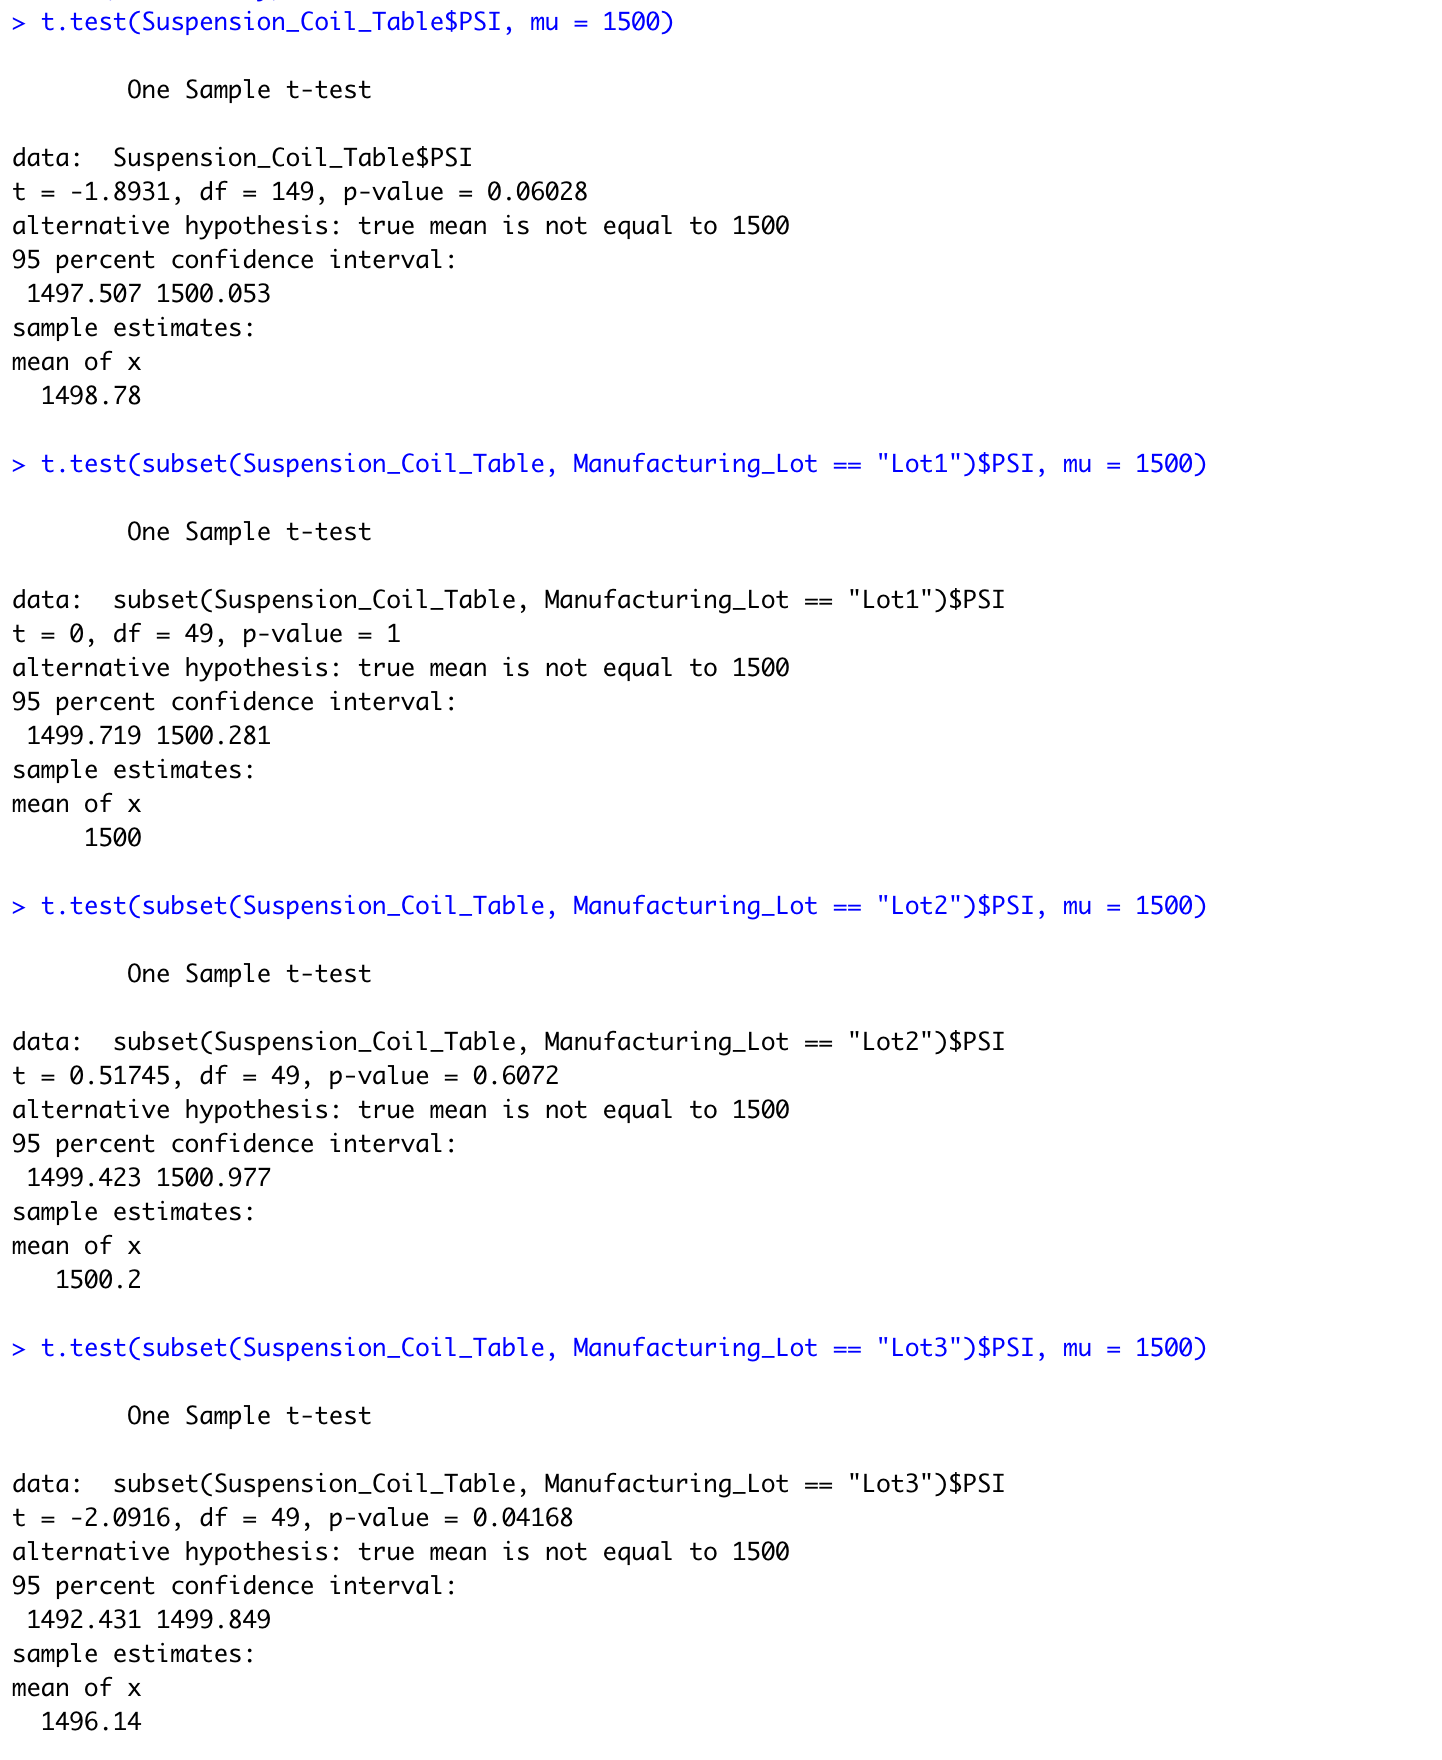 > t.test(Suspension_Coil_Table$PSI, mu = 1500)
One Sample t-test
data:  Suspension_Coil_Table$PSI
t = -1.8931, df = 149, p-value = 0.06028
alternative hypothesis: true mean is not equal to 1500
95 percent confidence interval:
 1497.507 1500.053
sample estimates:
mean of x
  1498.78
> t.test(subset(Suspension_Coil_Table, Manufacturing_Lot == "Lot1")$PSI, mu = 1500)
One Sample t-test
data:  subset(Suspension_Coil_Table, Manufacturing_Lot == "Lot1")$PSI
t = 0, df = 49, p-value = 1
alternative hypothesis: true mean is not equal to 1500
95 percent confidence interval:
 1499.719 1500.281
sample estimates:
mean of x
     1500
> t.test(subset(Suspension_Coil_Table, Manufacturing_Lot == "Lot2")$PSI, mu = 1500)
One Sample t-test
data:  subset(Suspension_Coil_Table, Manufacturing_Lot == "Lot2")$PSI
t = 0.51745, df = 49, p-value = 0.6072
alternative hypothesis: true mean is not equal to 1500
95 percent confidence interval:
 1499.423 1500.977
sample estimates:
mean of x
   1500.2
> t.test(subset(Suspension_Coil_Table, Manufacturing_Lot == "Lot3")$PSI, mu = 1500)
One Sample t-test
data:  subset(Suspension_Coil_Table, Manufacturing_Lot == "Lot3")$PSI
t = -2.0916, df = 49, p-value = 0.04168
alternative hypothesis: true mean is not equal to 1500
95 percent confidence interval:
 1492.431 1499.849
sample estimates:
mean of x
  1496.14